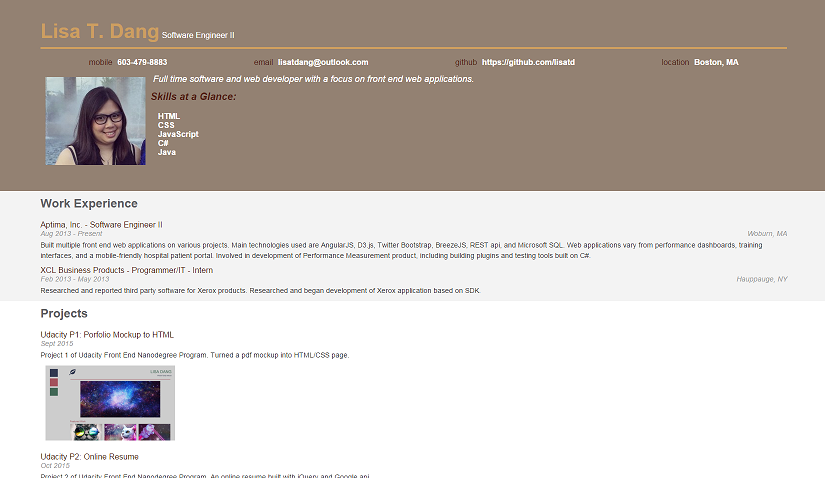 Lisa T. Dang Software Engineer II
mobile 603-479-8883 email lisatdang@outlook.com github https://github.com/lisatd location Boston, MA
Full time software and web developer with a focus on front end web applications.
Skills at a Glance:
HTML
CSS
JavaScript
C#
Java
Work Experience
Aptima, Inc. - Software Engineer II
Aug 2013 - Present Woburn, MA
Built multiple front end web applications on various projects. Main technologies used are AngularJS, D3.js, Twitter Bootstrap, BreezeJS, REST api, and Microsoft SQL. Web applications vary from performance dashboards, training
interfaces, and a mobile-friendly hospital patient portal. Involved in development of Performance Measurement product, including building plugins and testing tools built on C#.
XCL Business Products - Programmer/IT - Intern
Feb 2013 - May 2013 Hauppauge, NY
Researched and reported third party software for Xerox products. Researched and began development of Xerox application based on SDK.
Projects
Udacity P1: Porfolio Mockup to HTML
Sept 2015
Project 1 of Udacity Front End Nanodegree Program. Turned a pdf mockup into HTML/CSS page.
LISA DANG
Udacity P2: Online Resume
Oct 2015
Project 2 of Udacity Front End Nanodegree Program. An online resume built with jQuery and Google api